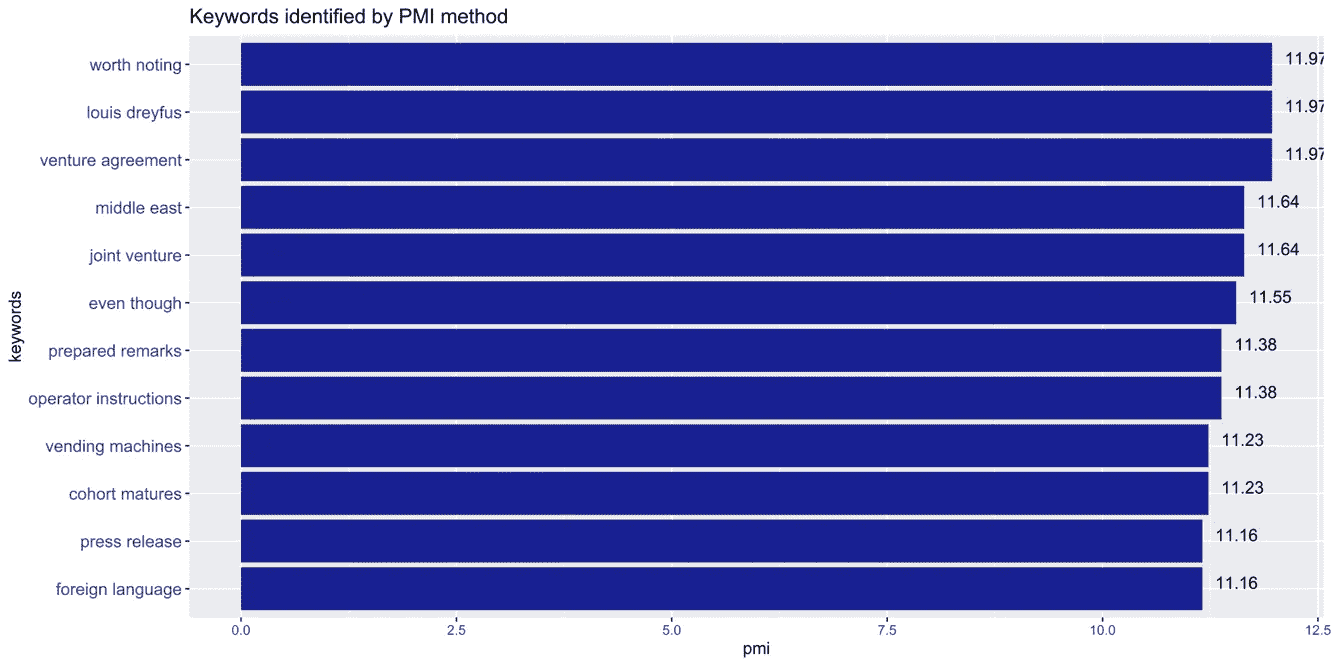 Keywords identified by PMI method
keywords
worth noting 11.97
louis dreyfus 11.97
venture agreement 11.97
middle east 11.64
joint venture 11.64
even though 11.55
prepared remarks 11.38
operator instructions 11.38
vending machines 11.23
cohort matures 11.23
press release 11.16
foreign language 11.16
0.0 2.5 5.0 7.5 10.0 12.5
pmi